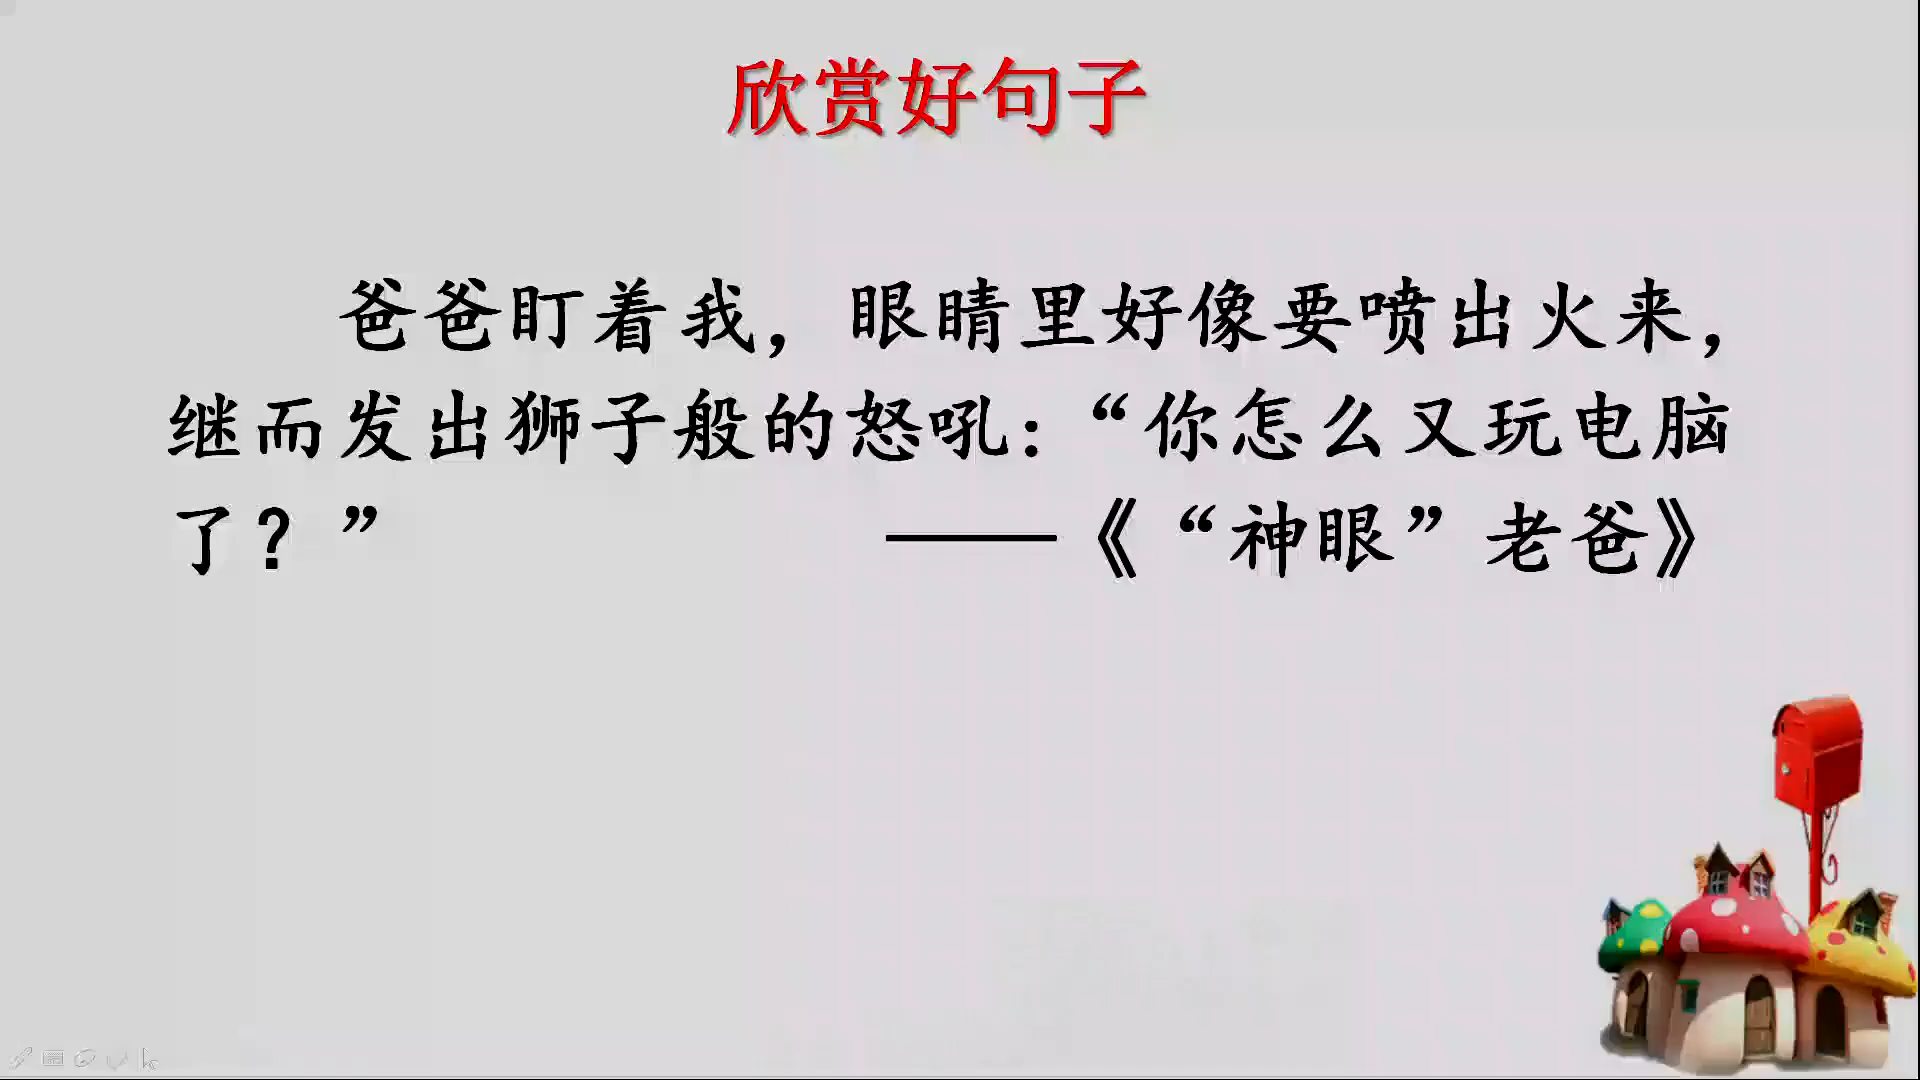 欣赏好句子
爸爸盯着我，眼睛里好像要喷出火来，
继而发出狮子般的怒吼：“你怎么又玩电脑
了？”	——《“神眼”老爸》